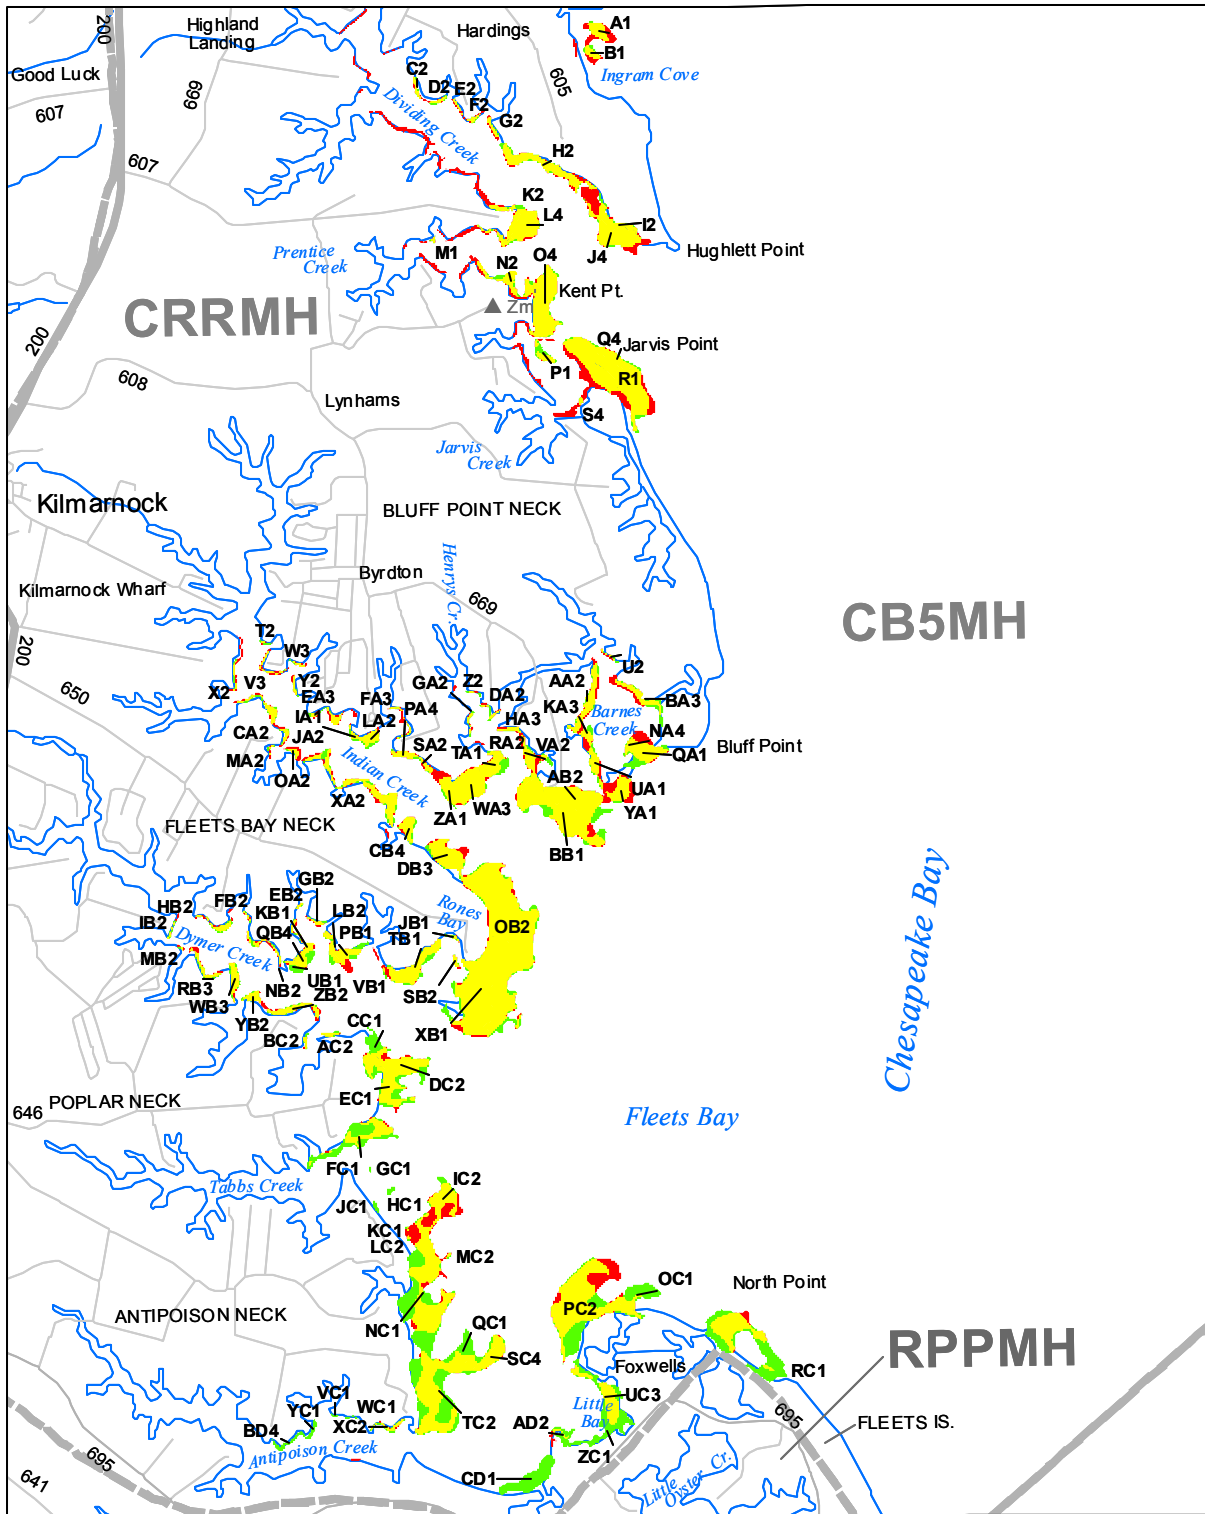 A1
Highland
Landing
200
Hardings
B1
Good Luck
Ingram Cove
C2
605
669
D2
E2
607
F2
Dividing Creek
G2
H2
607
K2
L4
I2
M1
Prentice
Creek
N2
O4
J4
Hughlett Point
Kent Pt.
CRRMH
Zm
200
Q4
Jarvis Point
P1
R1
608
Lynhams
S4
Jarvis
Creek
Kilmarnock
BLUFF POINT NECK
Henrys Cr.
Byrdton
Kilmarnock Wharf
669
CB5MH
T2
200
W3
U2
650
X2
V3
Y2
EA3
FA3
GA2
Z2
AA2
DA2
KA3
BA3
PA4
IA1
LA2
HA3
Barnes
Creek
CA2
JA2
NA4
SA2
TA1
RA2
VA2
Bluff Point
MA2
OA2
QA1
Indian Creek
AB2
UA1
XA2
WA3
ZA1
YA1
FLEETS BAY NECK
CB4
BB1
DB3
GB2
EB2
HB2
FB2
KB1
LB2
Rones
Bay
IB2
JB1
OB2
QB4
PB1
TB1
Dymer Creek
MB2
UB1
VB1
RB3
NB2
ZB2
SB2
WB3
YB2
CC1
XB1
BC2
AC2
Chesapeake Bay
DC2
EC1
POPLAR NECK
646
Fleets Bay
FC1
GC1
IC2
Tabbs Creek
JC1
HC1
KC1
LC2
MC2
OC1
North Point
PC2
ANTIPOISON NECK
NC1
QC1
RPPMH
SC4
Foxwells
RC1
VC1
UC3
YC1
WC1
Little
Bay
695
BD4
XC2
TC2
AD2
FLEETS IS.
Antipoison Creek
ZC1
695
CD1
Little
Oyster Cr.
641